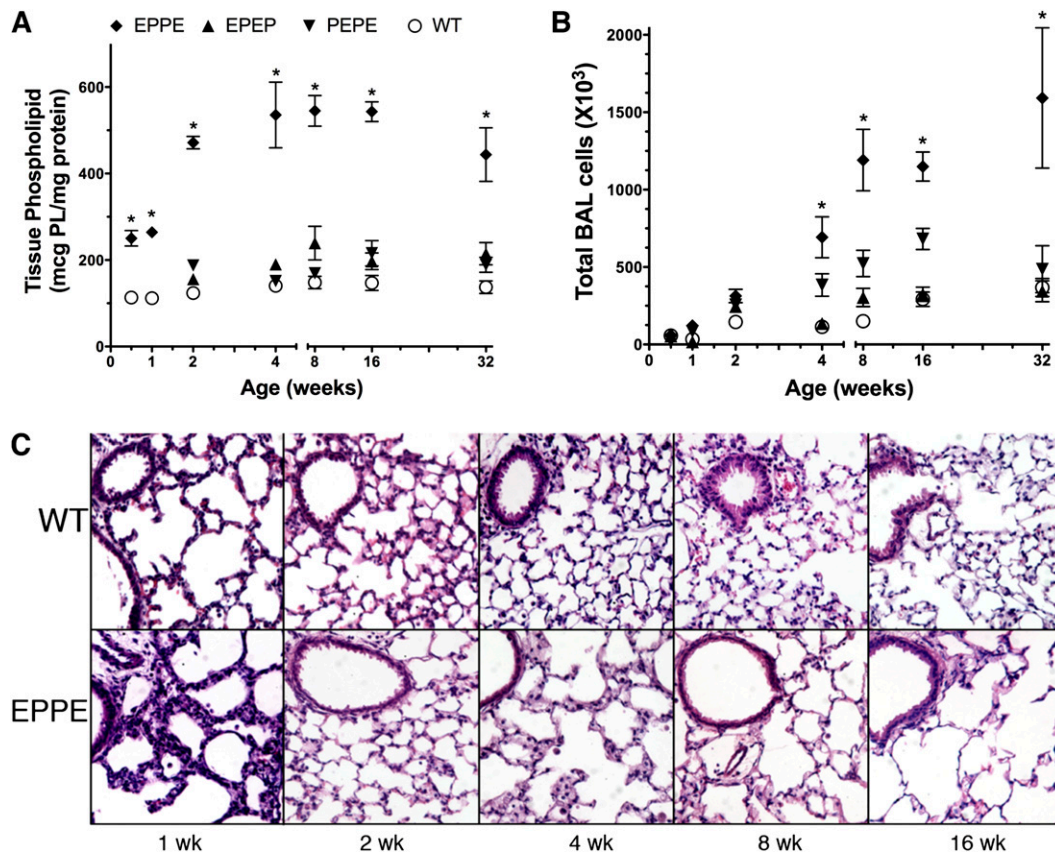 A
◆ EPPE ▲ EPEP ▼ PEPE ○ WT
Tissue Phospholipid
(mcg PL/mg protein)
600
400
200
0
* * * * * * *
0 1 2 4 8 16 32
Age (weeks)
B
Total BAL cells (X10³)
2000
1500
1000
500
0
* * * *
0 1 2 4 8 16 32
Age (weeks)
C
WT
EPPE
1 wk 2 wk 4 wk 8 wk 16 wk